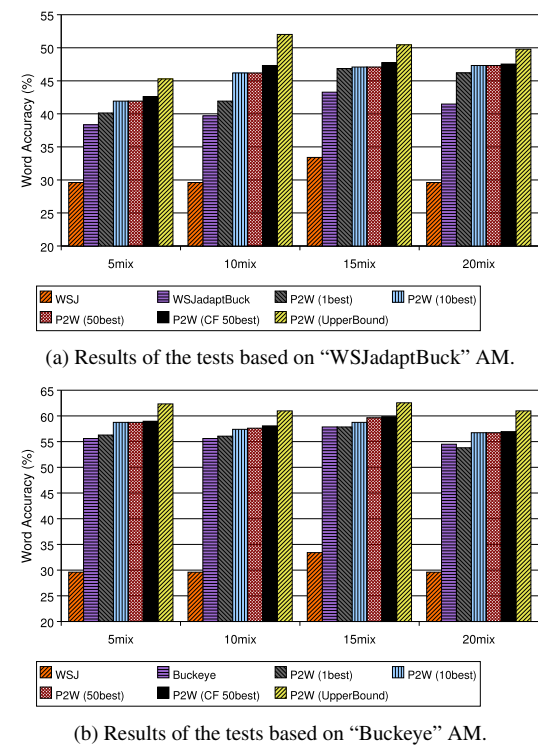 55
50
45
40
35
30
25
20
Word Accuracy (%)
5mix 10mix 15mix 20mix
WSJ WSJadaptBuck P2W (1best) P2W (10best)
P2W (50best) P2W (CF 50best) P2W (UpperBound)
(a) Results of the tests based on “WSJadaptBuck” AM.
65
60
55
50
45
40
35
30
25
20
Word Accuracy (%)
5mix 10mix 15mix 20mix
WSJ Buckeye P2W (1best) P2W (10best)
P2W (50best) P2W (CF 50best) P2W (UpperBound)
(b) Results of the tests based on “Buckeye” AM.